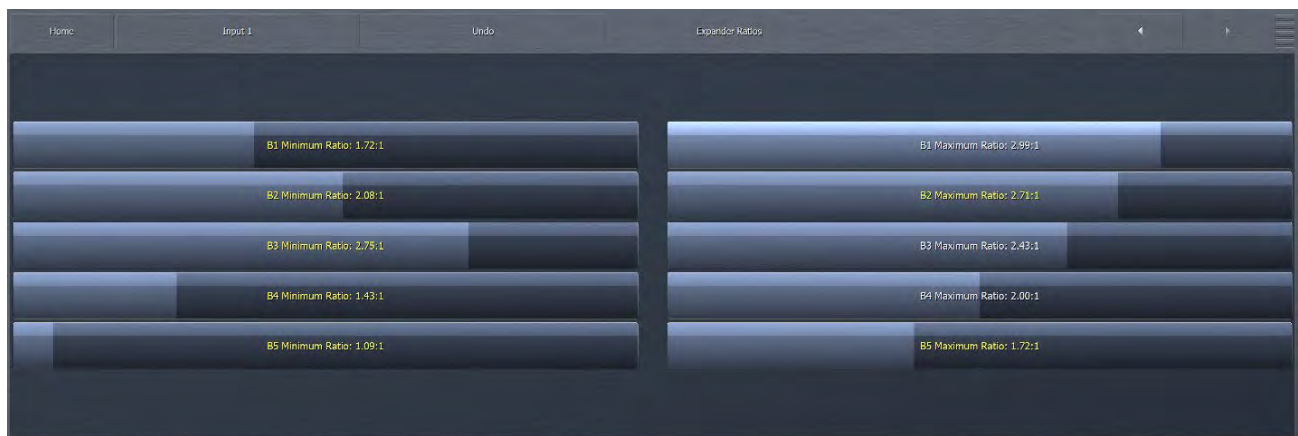 Home Input 1 Undo Expander Ratios
B1 Minimum Ratio: 1.72:1
B2 Minimum Ratio: 2.08:1
B3 Minimum Ratio: 2.75:1
B4 Minimum Ratio: 1.43:1
B5 Minimum Ratio: 1.09:1
B1 Maximum Ratio: 2.99:1
B2 Maximum Ratio: 2.71:1
B3 Maximum Ratio: 2.43:1
B4 Maximum Ratio: 2.00:1
B5 Maximum Ratio: 1.72:1